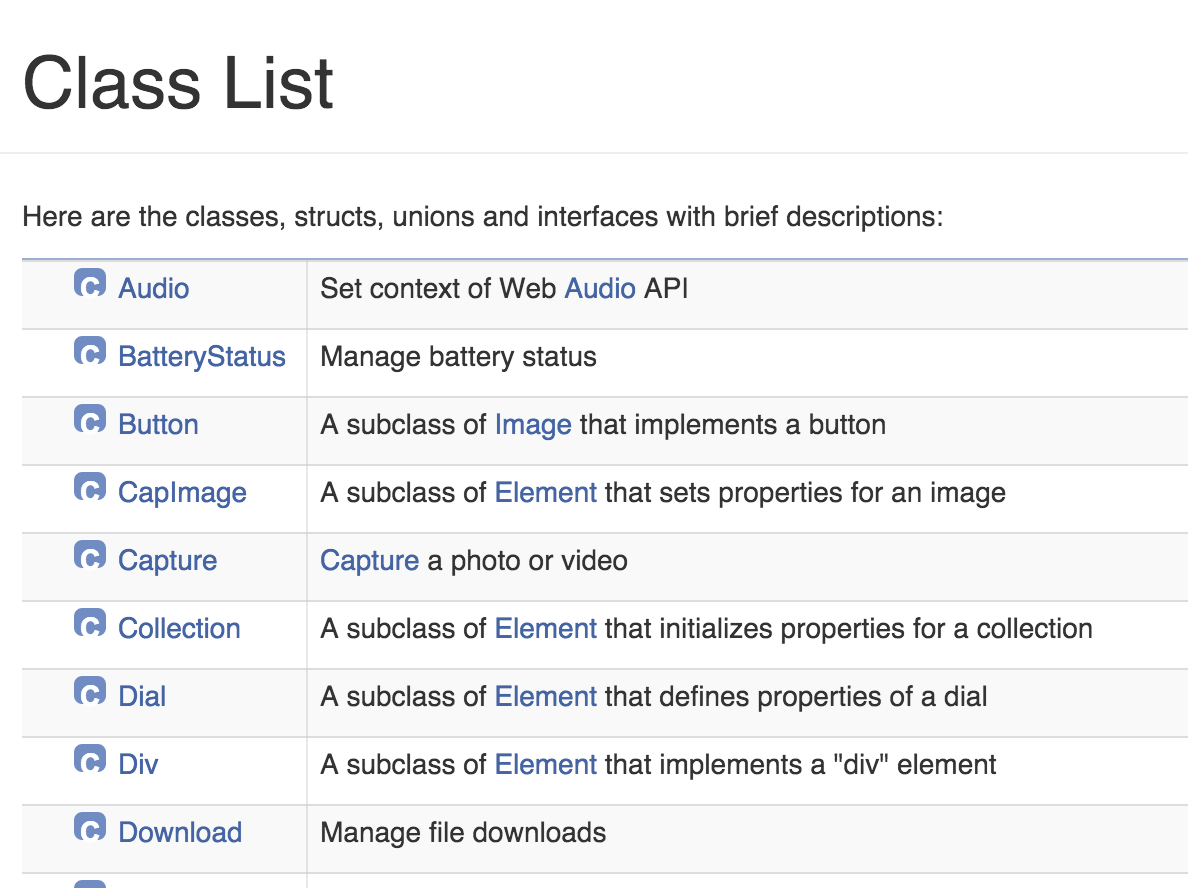 Class List
Here are the classes, structs, unions and interfaces with brief descriptions:
C Audio Set context of Web Audio API
C BatteryStatus Manage battery status
C Button A subclass of Image that implements a button
C CapImage A subclass of Element that sets properties for an image
C Capture Capture a photo or video
C Collection A subclass of Element that initializes properties for a collection
C Dial A subclass of Element that defines properties of a dial
C Div A subclass of Element that implements a "div" element
C Download Manage file downloads